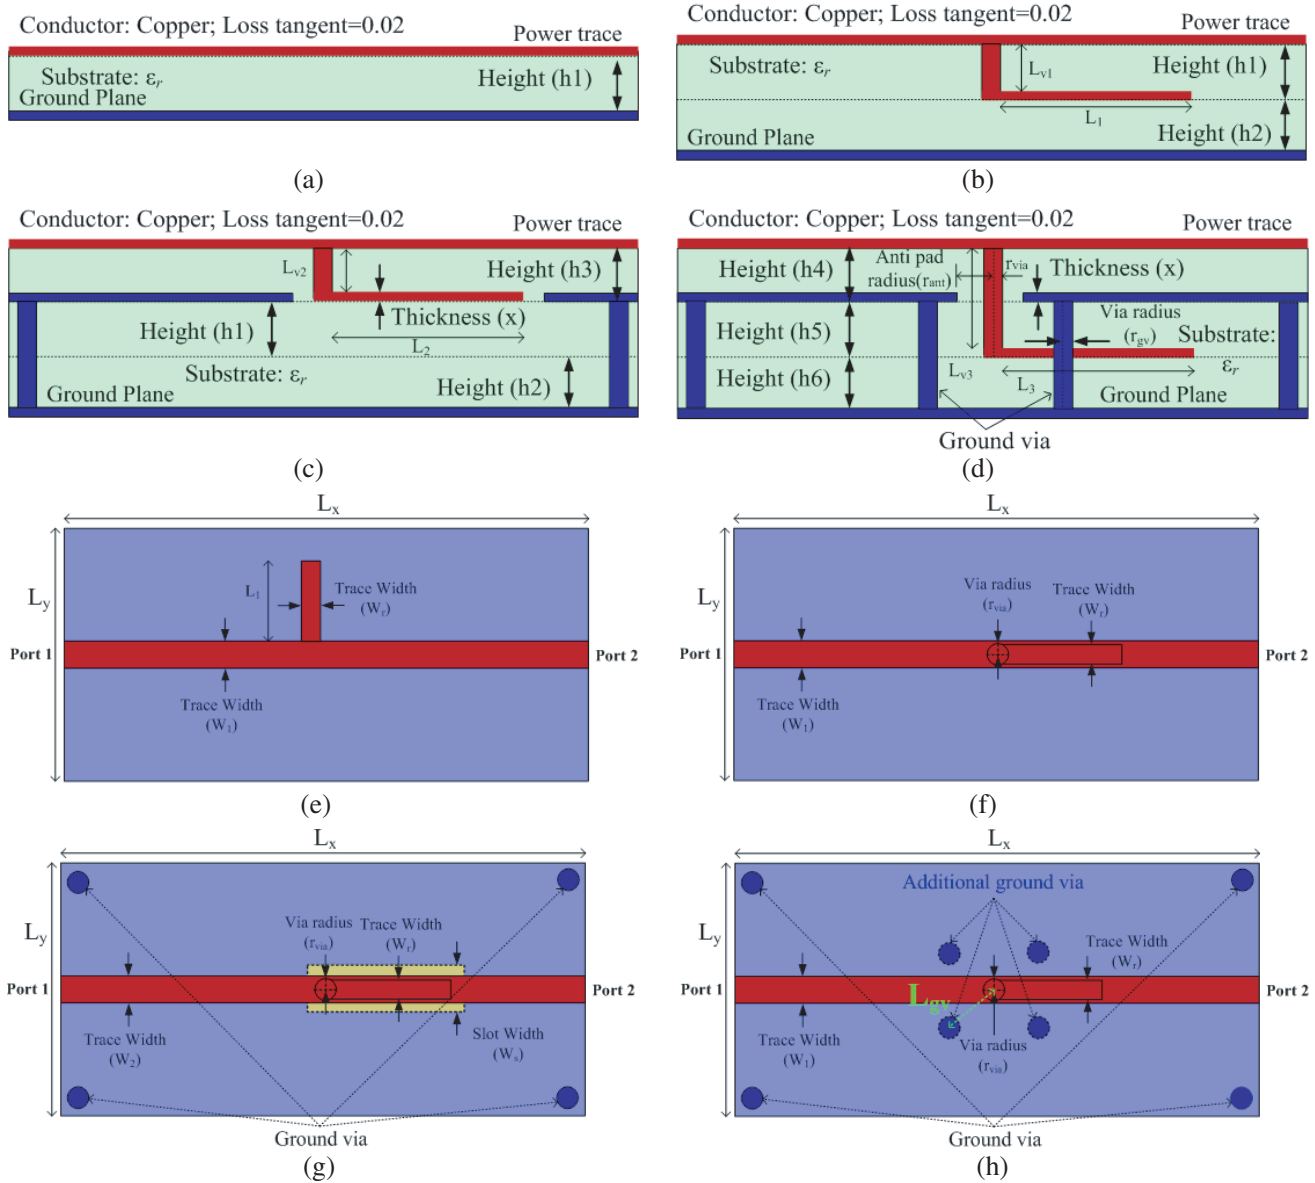 Conductor: Copper; Loss tangent=0.02
Power trace
Substrate: εr
Height (h1)
Ground Plane
(a)
Conductor: Copper; Loss tangent=0.02
Power trace
Substrate: εr
Lv1
Height (h1)
L1
Height (h2)
Ground Plane
(b)
Conductor: Copper; Loss tangent=0.02
Power trace
Lv2
Height (h3)
Thickness (x)
Height (h1)
L2
Substrate: εr
Height (h2)
Ground Plane
(c)
Conductor: Copper; Loss tangent=0.02
Power trace
Anti pad
radius(rant)
rvia
Height (h4)
Thickness (x)
Via radius
(rgv)
Height (h5)
Substrate:
εr
Height (h6)
Lv3
L3
Ground Plane
Ground via
(d)
Lx
Ly
L1
Trace Width
(Wr)
Port 1
Port 2
Trace Width
(W1)
(e)
Lx
Ly
Via radius
(rvia)
Trace Width
(Wr)
Port 1
Port 2
Trace Width
(W1)
(f)
Lx
Ly
Via radius
(rvia)
Trace Width
(Wr)
Port 1
Port 2
Trace Width
(W2)
Slot Width
(Ws)
Ground via
(g)
Lx
Additional ground via
Ly
Trace Width
(Wr)
Port 1
Port 2
Lgv
Trace Width
(W1)
Via radius
(rvia)
Ground via
(h)